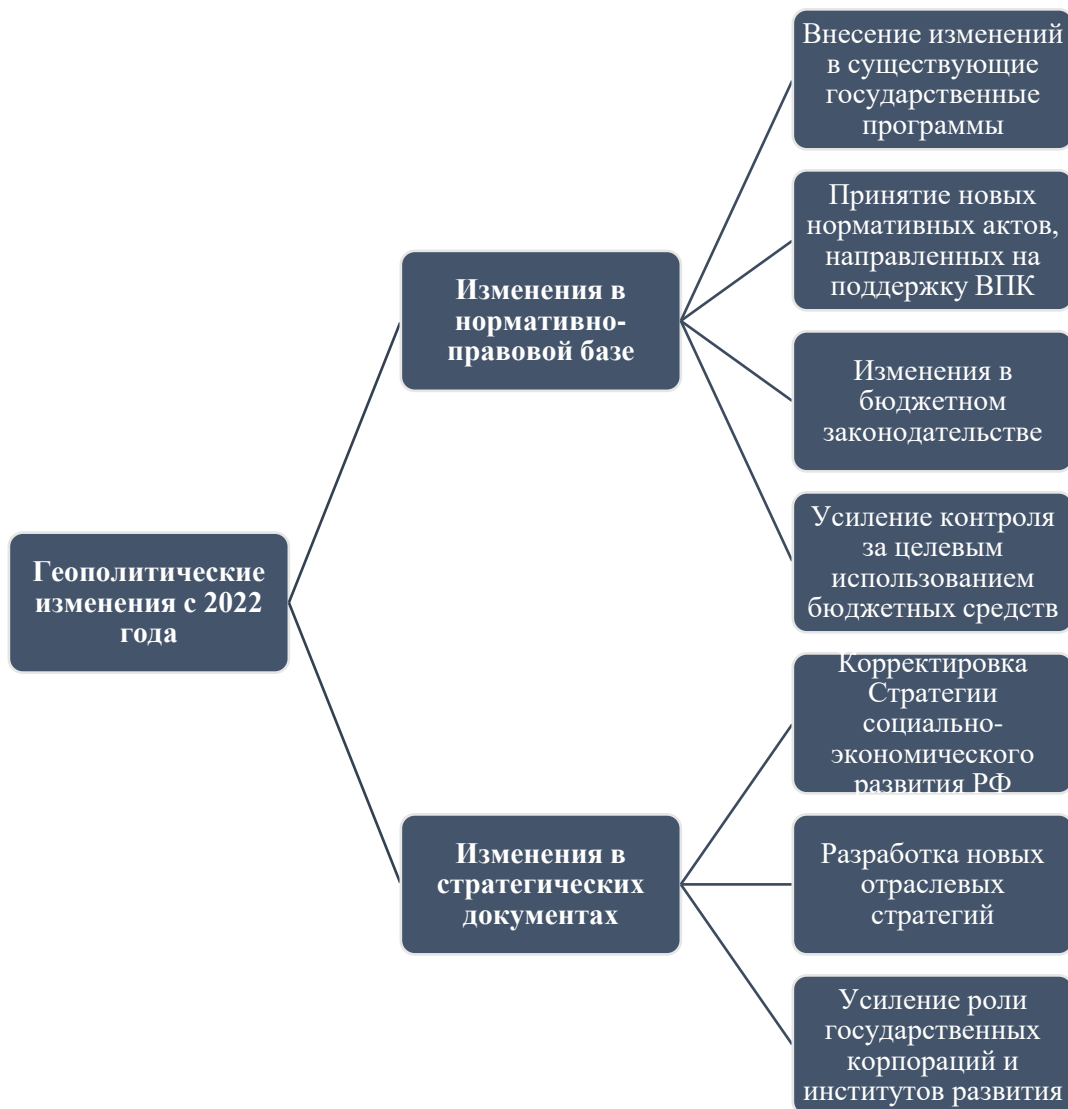 Геополитические
изменения с 2022
года
Изменения в
нормативно-
правовой базе
Внесение изменений
в существующие
государственные
программы
Принятие новых
нормативных актов,
направленных на
поддержку ВПК
Изменения в
бюджетном
законодательстве
Усиление контроля
за целевым
использованием
бюджетных средств
Изменения в
стратегических
документах
Корректировка
Стратегии
социально-
экономического
развития РФ
Разработка новых
отраслевых
стратегий
Усиление роли
государственных
корпораций и
институтов развития